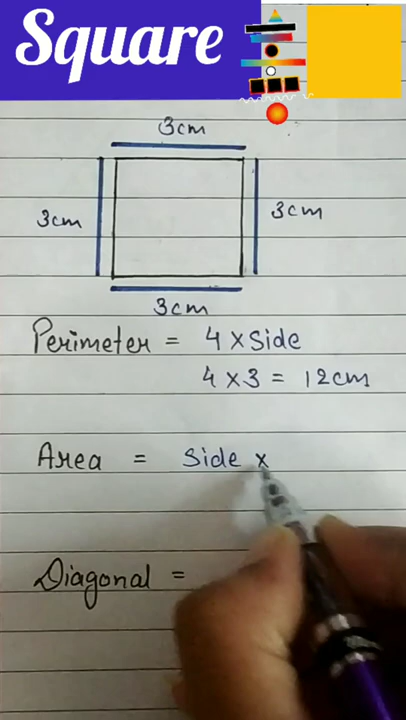 Square
3cm
3cm
3cm
3cm
Perimeter = 4 x Side
4 x 3 = 12cm
Area = Side x
Diagonal =